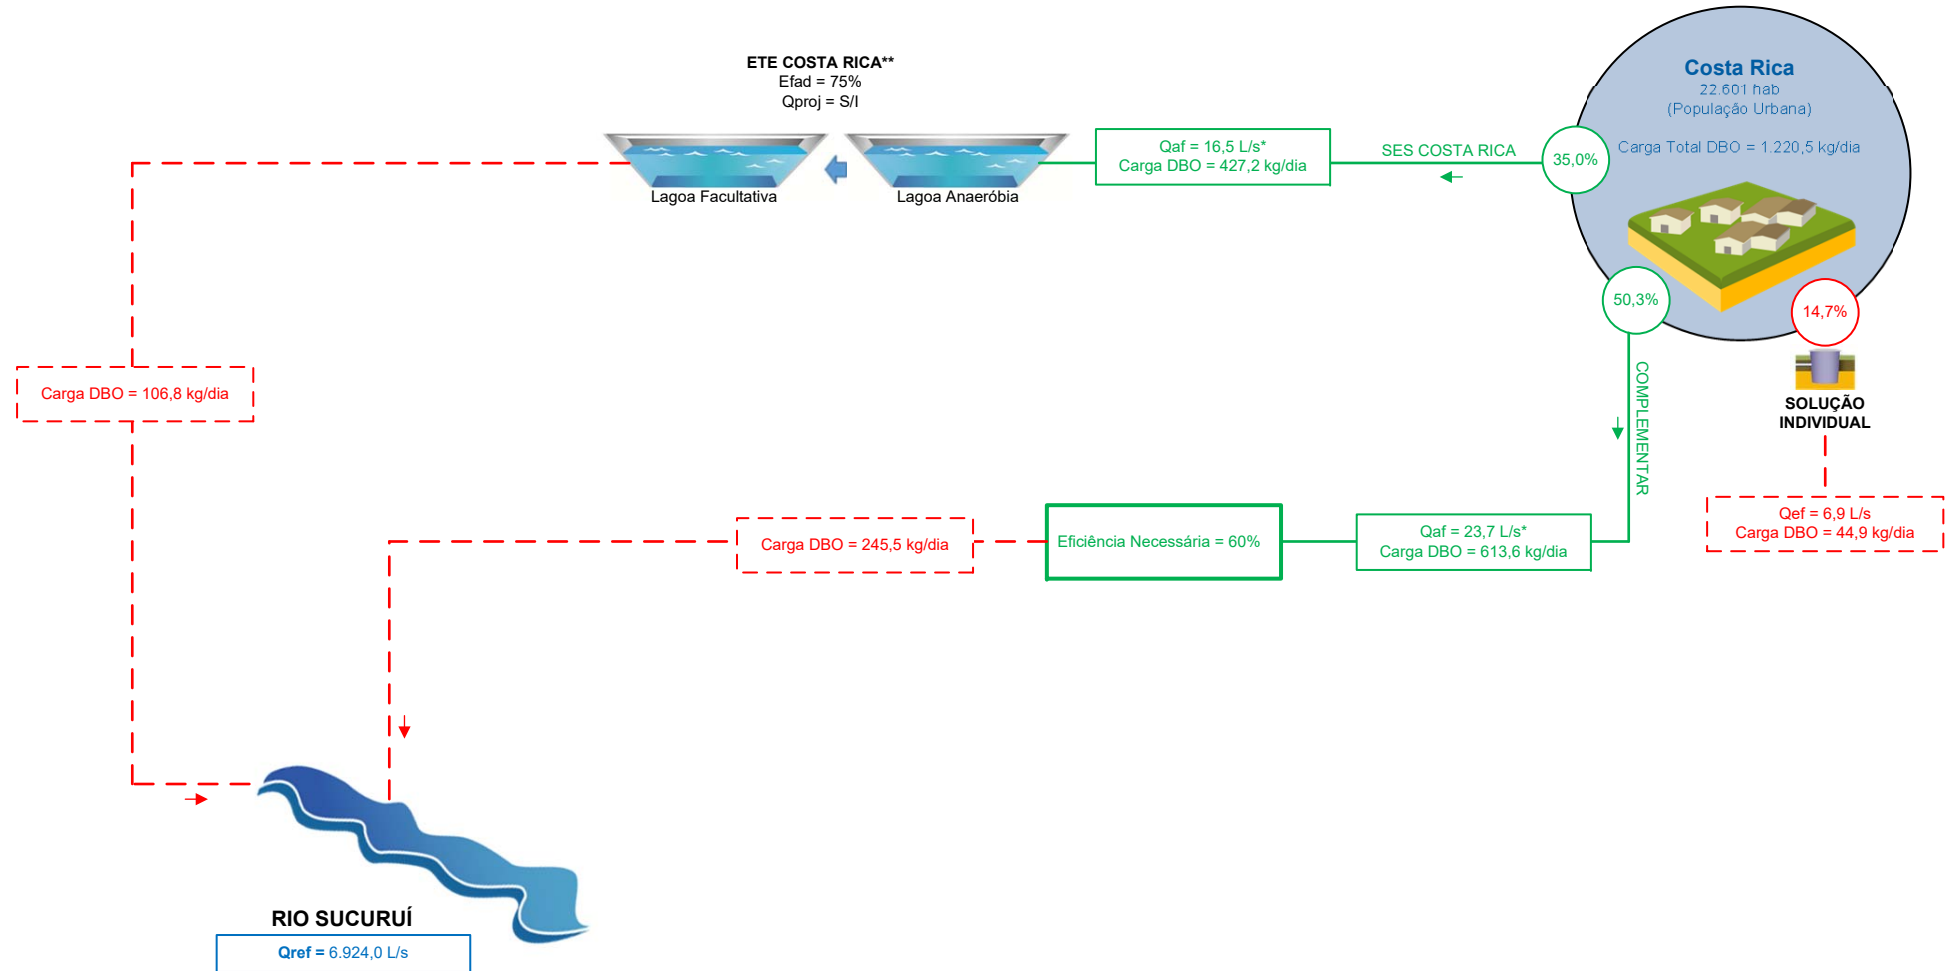 ETE COSTA RICA**
Efad = 75%
Qproj = S/I
Lagoa Facultativa
Lagoa Anaeróbia
Qaf = 16,5 L/s*
Carga DBO = 427,2 kg/dia
SES COSTA RICA
35,0%
Costa Rica
22.601 hab
(População Urbana)
Carga Total DBO = 1.220,5 kg/dia
50,3%
14,7%
COMPLEMENTAR
SOLUÇÃO
INDIVIDUAL
Qef = 6,9 L/s
Carga DBO = 44,9 kg/dia
Carga DBO = 106,8 kg/dia
Carga DBO = 245,5 kg/dia
Eficiência Necessária = 60%
Qaf = 23,7 L/s*
Carga DBO = 613,6 kg/dia
RIO SUCURUÍ
Qref = 6.924,0 L/s